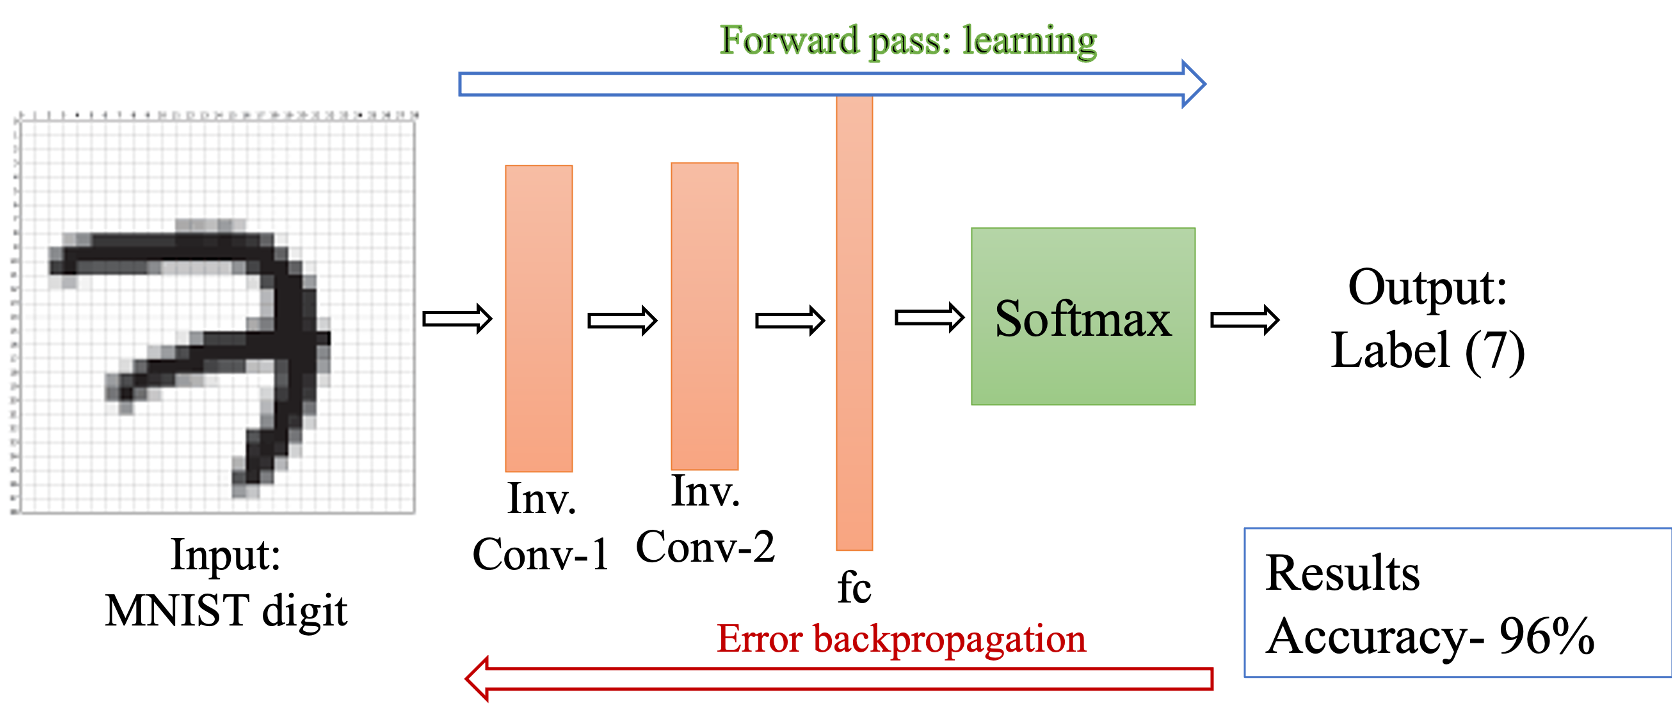 Forward pass: learning
Softmax
Output:
Label (7)
Inv.
Conv-1
Inv.
Conv-2
fc
Input:
MNIST digit
Error backpropagation
Results
Accuracy- 96%